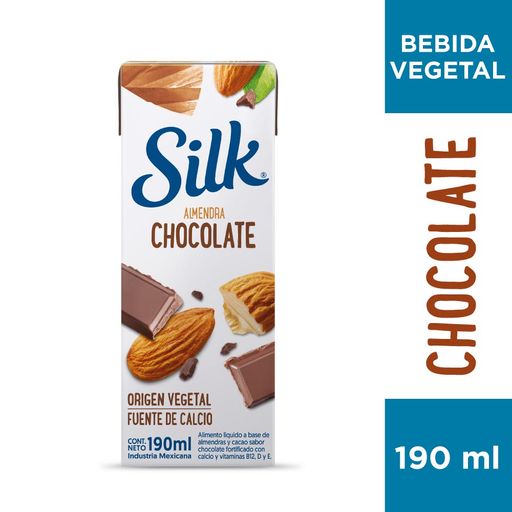 Silk®
ALMENDRA
CHOCOLATE
ORIGEN VEGETAL
FUENTE DE CALCIO
CONT.
NETO 190ml
Industria Mexicana
Alimento líquido a base de
almendras y cacao sabor
chocolate fortificado con
calcio y vitaminas B12, D y E.
BEBIDA
VEGETAL
CHOCOLATE
190 ml